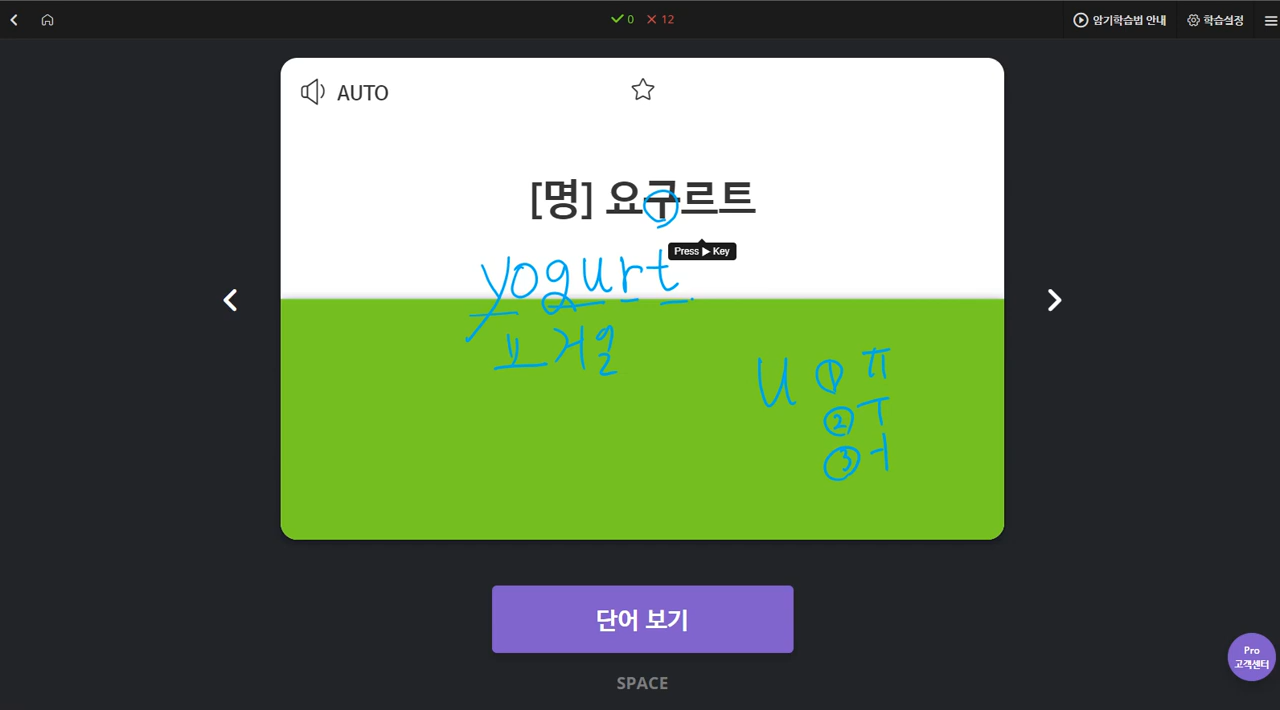 0 12 암기학습법 안내 학습설정
AUTO
[명] 요구르트
Press ▶ Key
yogurt
요거얼
u ① ㅠ
② ㅜ
③ ㅓ
단어 보기
SPACE
Pro
고객센터